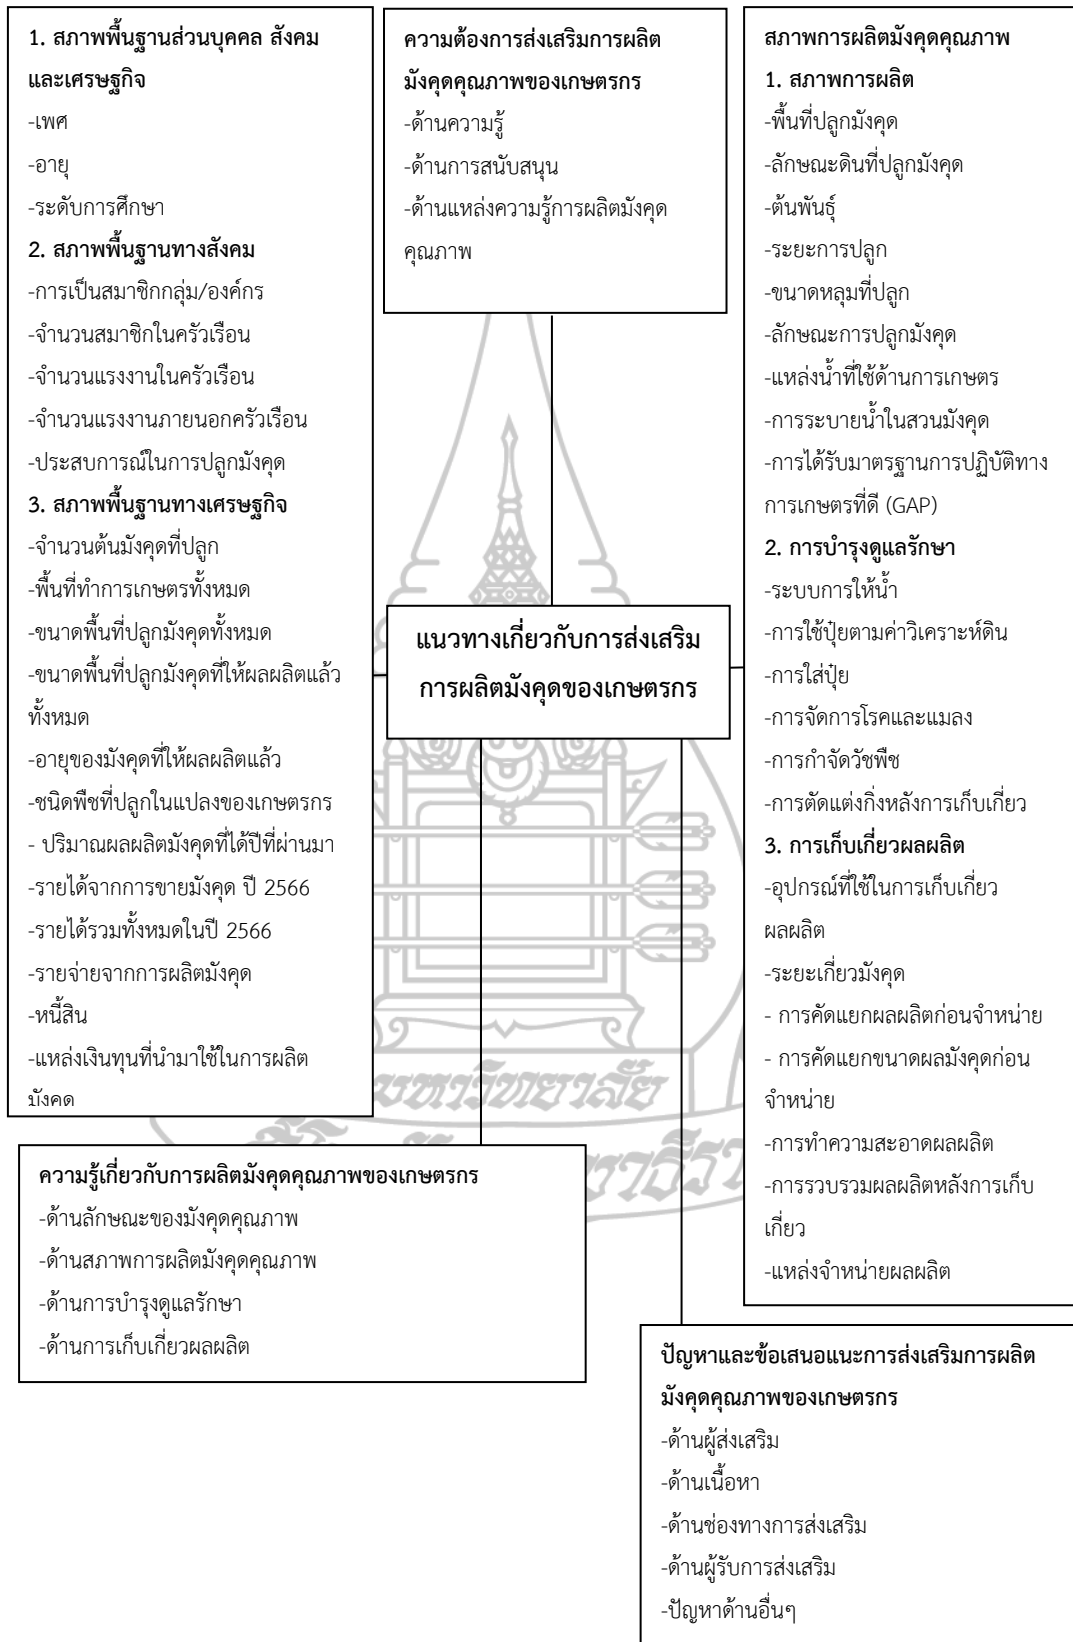 1. สภาพพื้นฐานส่วนบุคคล สังคม
และเศรษฐกิจ
-เพศ
-อายุ
-ระดับการศึกษา
2. สภาพพื้นฐานทางสังคม
-การเป็นสมาชิกกลุ่ม/องค์กร
-จำนวนสมาชิกในครัวเรือน
-จำนวนแรงงานในครัวเรือน
-จำนวนแรงงานภายนอกครัวเรือน
-ประสบการณ์ในการปลูกมังคุด
3. สภาพพื้นฐานทางเศรษฐกิจ
-จำนวนต้นมังคุดที่ปลูก
-พื้นที่ทำการเกษตรทั้งหมด
-ขนาดพื้นที่ปลูกมังคุดทั้งหมด
-ขนาดพื้นที่ปลูกมังคุดที่ให้ผลผลิตแล้ว
ทั้งหมด
-อายุของมังคุดที่ให้ผลผลิตแล้ว
-ชนิดพืชที่ปลูกในแปลงของเกษตรกร
- ปริมาณผลผลิตมังคุดที่ได้ปีที่ผ่านมา
-รายได้จากการขายมังคุด ปี 2566
-รายได้รวมทั้งหมดในปี 2566
-รายจ่ายจากการผลิตมังคุด
-หนี้สิน
-แหล่งเงินทุนที่นำมาใช้ในการผลิต
มังคุด
ความต้องการส่งเสริมการผลิต
มังคุดคุณภาพของเกษตรกร
-ด้านความรู้
-ด้านการสนับสนุน
-ด้านแหล่งความรู้การผลิตมังคุด
คุณภาพ
สภาพการผลิตมังคุดคุณภาพ
1. สภาพการผลิต
-พื้นที่ปลูกมังคุด
-ลักษณะดินที่ปลูกมังคุด
-ต้นพันธุ์
-ระยะการปลูก
-ขนาดหลุมที่ปลูก
-ลักษณะการปลูกมังคุด
-แหล่งน้ำที่ใช้ด้านการเกษตร
-การระบายน้ำในสวนมังคุด
-การได้รับมาตรฐานการปฏิบัติทาง
การเกษตรที่ดี (GAP)
2. การบำรุงดูแลรักษา
-ระบบการให้น้ำ
-การใช้ปุ๋ยตามค่าวิเคราะห์ดิน
-การใส่ปุ๋ย
-การจัดการโรคและแมลง
-การกำจัดวัชพืช
-การตัดแต่งกิ่งหลังการเก็บเกี่ยว
3. การเก็บเกี่ยวผลผลิต
-อุปกรณ์ที่ใช้ในการเก็บเกี่ยว
ผลผลิต
-ระยะเกี่ยวมังคุด
- การคัดแยกผลผลิตก่อนจำหน่าย
- การคัดแยกขนาดผลมังคุดก่อน
จำหน่าย
-การทำความสะอาดผลผลิต
-การรวบรวมผลผลิตหลังการเก็บ
เกี่ยว
-แหล่งจำหน่ายผลผลิต
แนวทางเกี่ยวกับการส่งเสริม
การผลิตมังคุดของเกษตรกร
ความรู้เกี่ยวกับการผลิตมังคุดคุณภาพของเกษตรกร
-ด้านลักษณะของมังคุดคุณภาพ
-ด้านสภาพการผลิตมังคุดคุณภาพ
-ด้านการบำรุงดูแลรักษา
-ด้านการเก็บเกี่ยวผลผลิต
ปัญหาและข้อเสนอแนะการส่งเสริมการผลิต
มังคุดคุณภาพของเกษตรกร
-ด้านผู้ส่งเสริม
-ด้านเนื้อหา
-ด้านช่องทางการส่งเสริม
-ด้านผู้รับการส่งเสริม
-ปัญหาด้านอื่นๆ